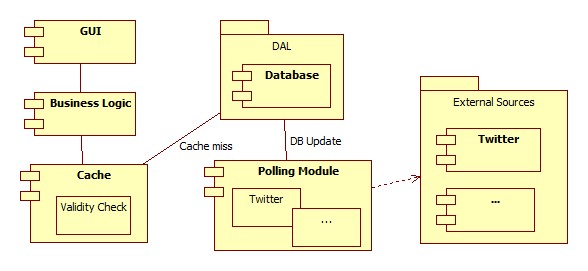 GUI
DAL
Database
Business Logic
External Sources
Twitter
Cache miss
DB Update
Cache
Validity Check
Polling Module
Twitter
...
...